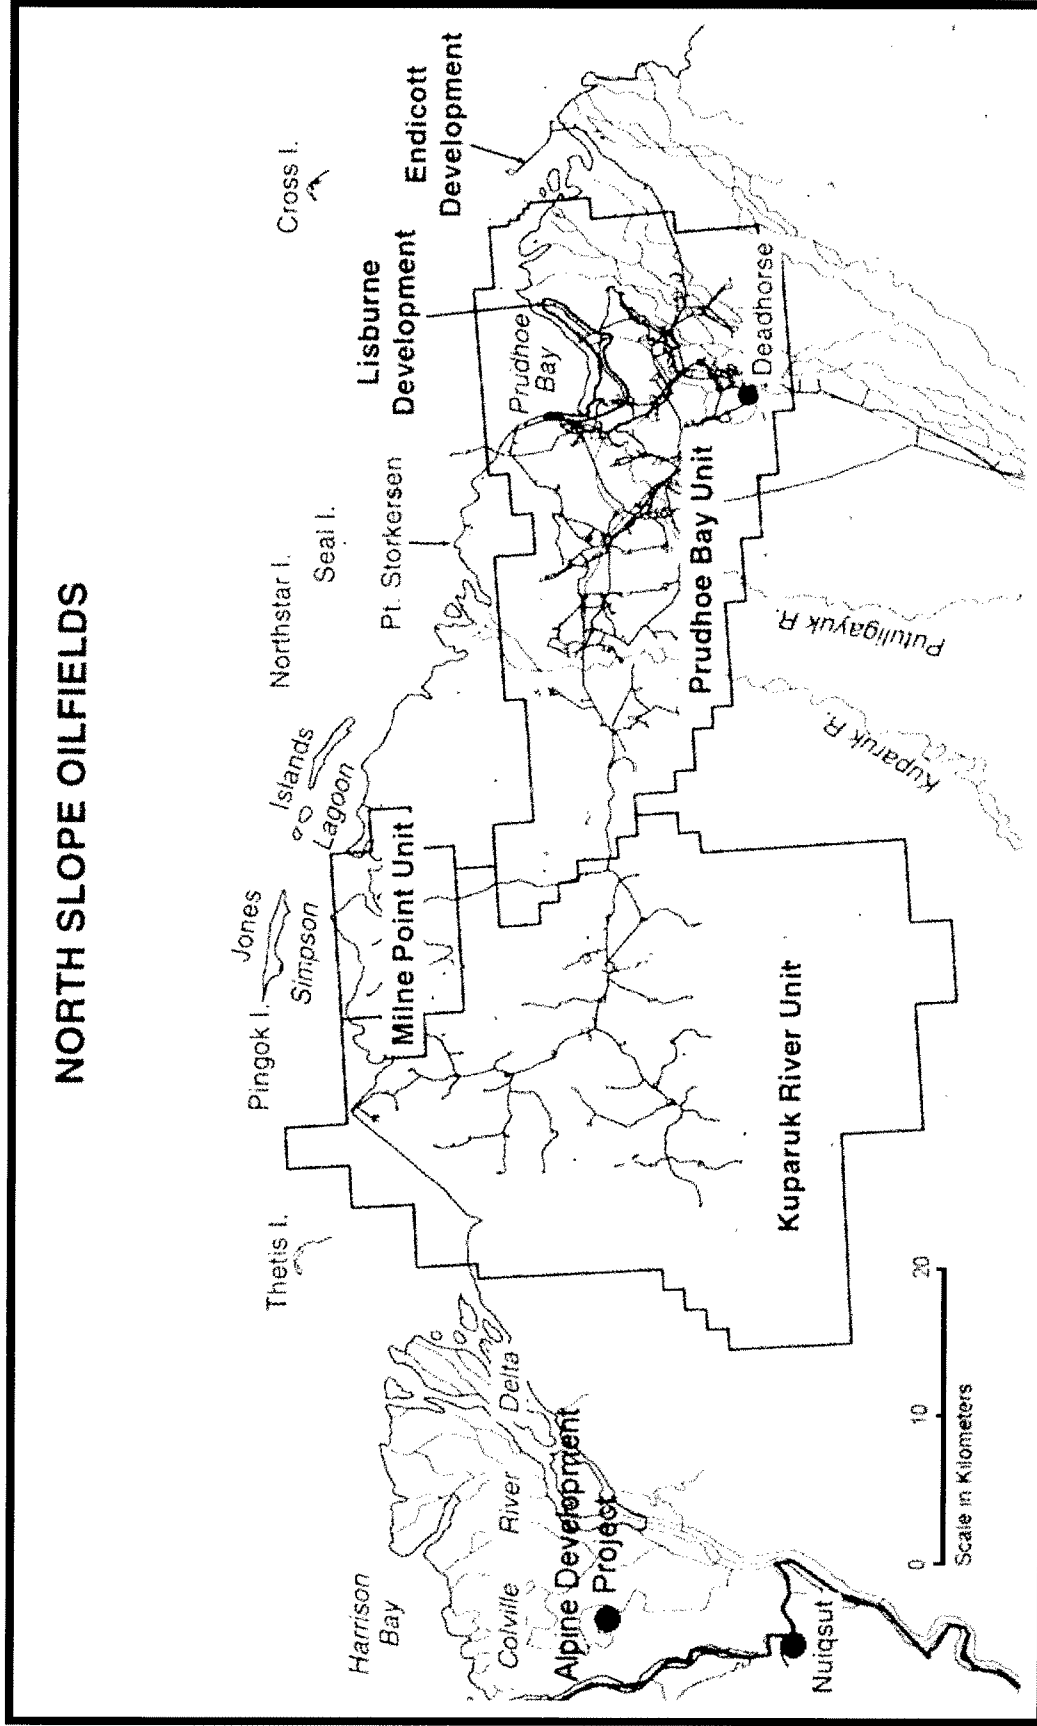 NORTH SLOPE OILFIELDS
Harrison
Bay
Thetis I.
Pingok I.
Jones
Islands
Simpson
Lagoon
Northstar I.
Seal I.
Pt. Storkersen
Cross I.
Lisburne
Development
Endicott
Development
Prudhoe
Bay
Milne Point Unit
Colville
River
Delta
Alpine Development
Project
Nuiqsut
Kuparuk River Unit
Prudhoe Bay Unit
Deadhorse
Kuparuk R.
Putuligayuk R.
0
10
20
Scale in Kilometers